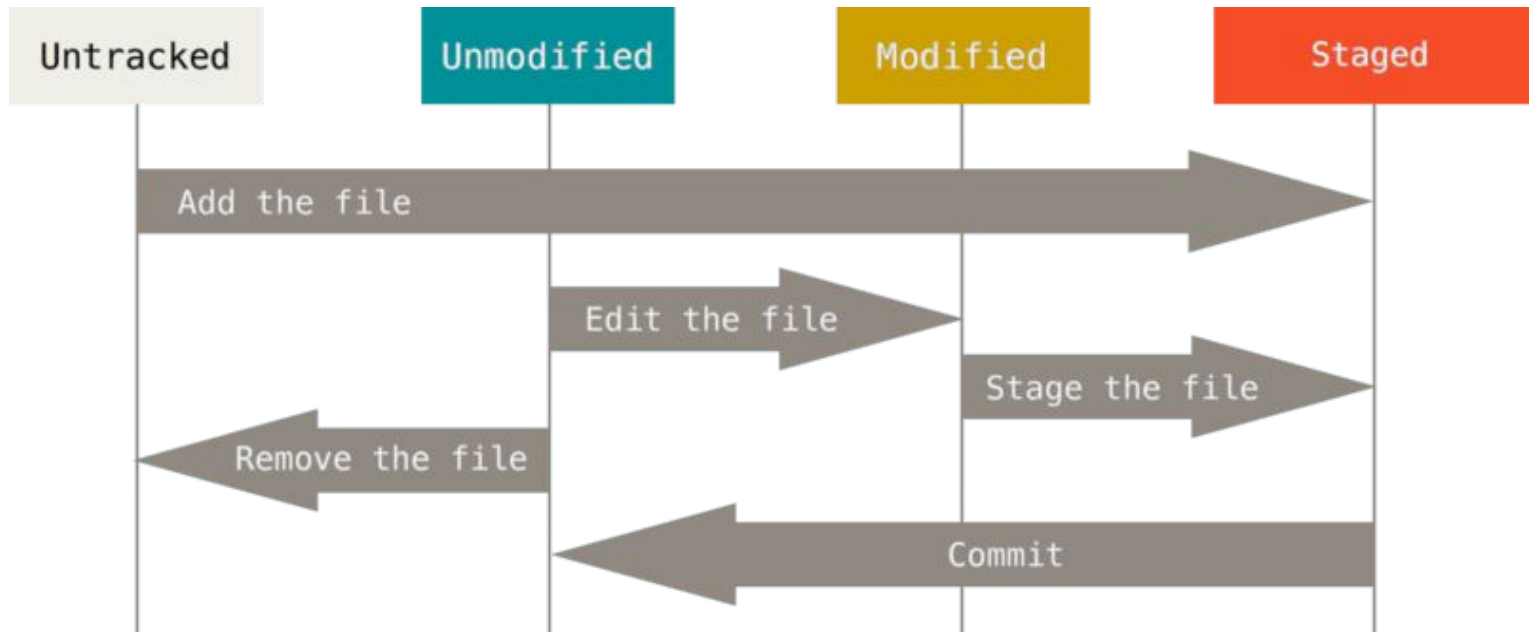 Untracked
Unmodified
Modified
Staged
Add the file
Edit the file
Stage the file
Remove the file
Commit